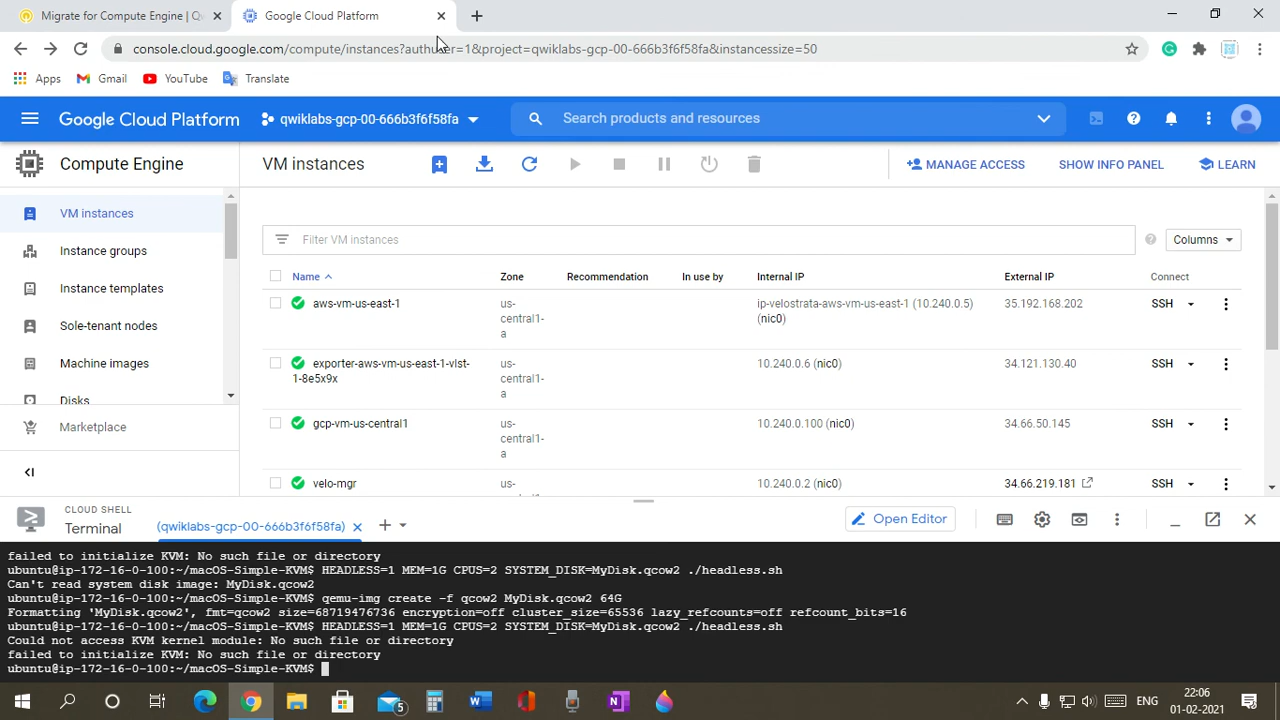 Migrate for Compute Engine | Q
Google Cloud Platform
console.cloud.google.com/compute/instances?authuser=1&project=qwiklabs-gcp-00-666b3f6f58fa&instancessize=50
Apps
Gmail
YouTube
Translate
Google Cloud Platform
qwiklabs-gcp-00-666b3f6f58fa
Search products and resources
Compute Engine
VM instances
MANAGE ACCESS
SHOW INFO PANEL
LEARN
VM instances
Instance groups
Instance templates
Sole-tenant nodes
Machine images
Disks
Marketplace
Filter VM instances
Columns
Name
Zone
Recommendation
In use by
Internal IP
External IP
Connect
aws-vm-us-east-1
us-
central1-
a
ip-velostrata-aws-vm-us-east-1 (10.240.0.5)
(nic0)
35.192.168.202
SSH
exporter-aws-vm-us-east-1-vlst-
1-8e5x9x
us-
central1-
a
10.240.0.6 (nic0)
34.121.130.40
SSH
gcp-vm-us-central1
us-
central1-
a
10.240.0.100 (nic0)
34.66.50.145
SSH
velo-mgr
us-
10.240.0.2 (nic0)
34.66.219.181
SSH
CLOUD SHELL
Terminal
(qwiklabs-gcp-00-666b3f6f58fa)
Open Editor
failed to initialize KVM: No such file or directory
ubuntu@ip-172-16-0-100:~/macOS-Simple-KVM$ HEADLESS=1 MEM=1G CPUS=2 SYSTEM_DISK=MyDisk.qcow2 ./headless.sh
Can't read system disk image: MyDisk.qcow2
ubuntu@ip-172-16-0-100:~/macOS-Simple-KVM$ qemu-img create -f qcow2 MyDisk.qcow2 64G
Formatting 'MyDisk.qcow2', fmt=qcow2 size=68719476736 encryption=off cluster_size=65536 lazy_refcounts=off refcount_bits=16
ubuntu@ip-172-16-0-100:~/macOS-Simple-KVM$ HEADLESS=1 MEM=1G CPUS=2 SYSTEM_DISK=MyDisk.qcow2 ./headless.sh
Could not access KVM kernel module: No such file or directory
failed to initialize KVM: No such file or directory
ubuntu@ip-172-16-0-100:~/macOS-Simple-KVM$
5
ENG
22:06
01-02-2021